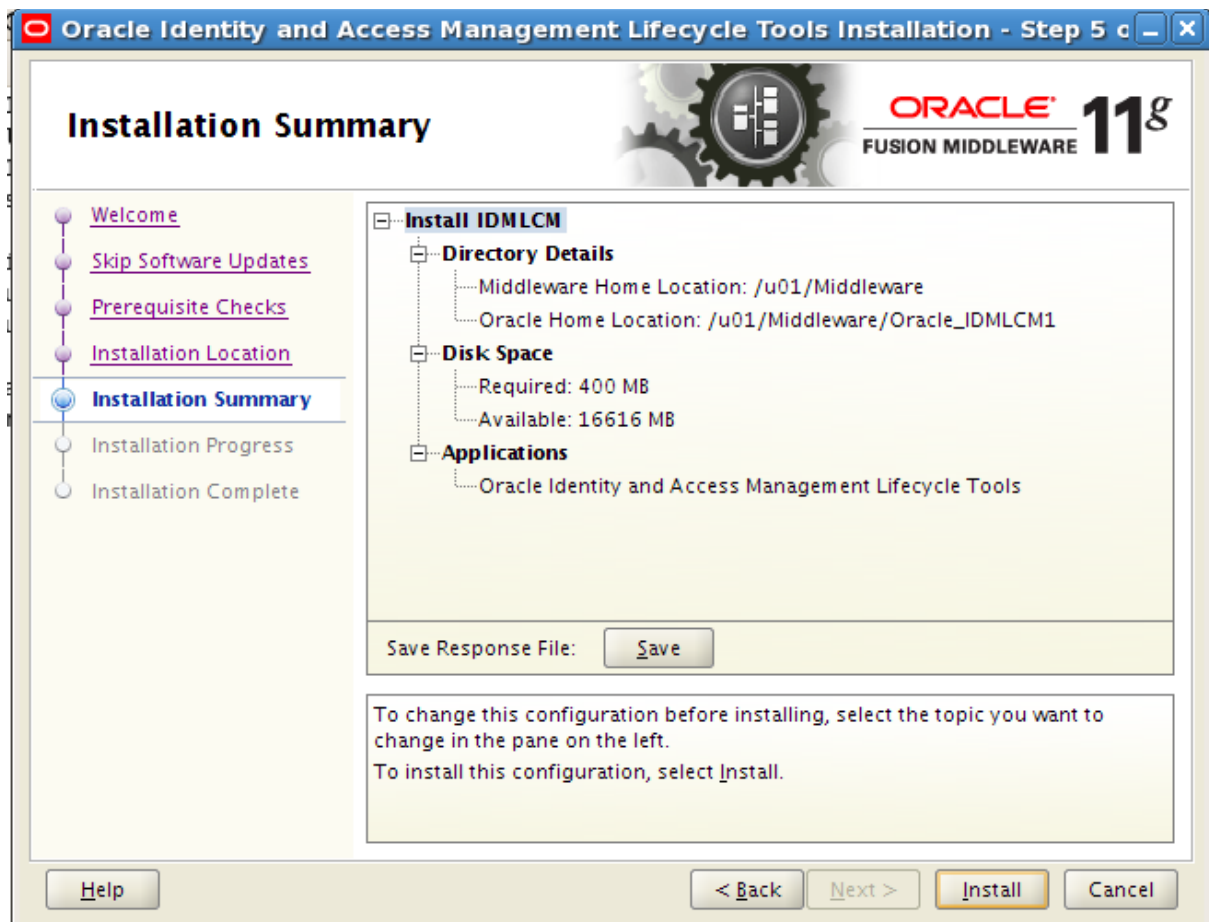 Oracle Identity and Access Management Lifecycle Tools Installation - Step 5 o
Installation Summary
ORACLE
FUSION MIDDLEWARE
11g
Welcome
Skip Software Updates
Prerequisite Checks
Installation Location
Installation Summary
Installation Progress
Installation Complete
Install IDMLCM
Directory Details
Middleware Home Location: /u01/Middleware
Oracle Home Location: /u01/Middleware/Oracle_IDMLCM1
Disk Space
Required: 400 MB
Available: 16616 MB
Applications
Oracle Identity and Access Management Lifecycle Tools
Save Response File:
Save
To change this configuration before installing, select the topic you want to
change in the pane on the left.
To install this configuration, select Install.
Help
< Back
Next >
Install
Cancel